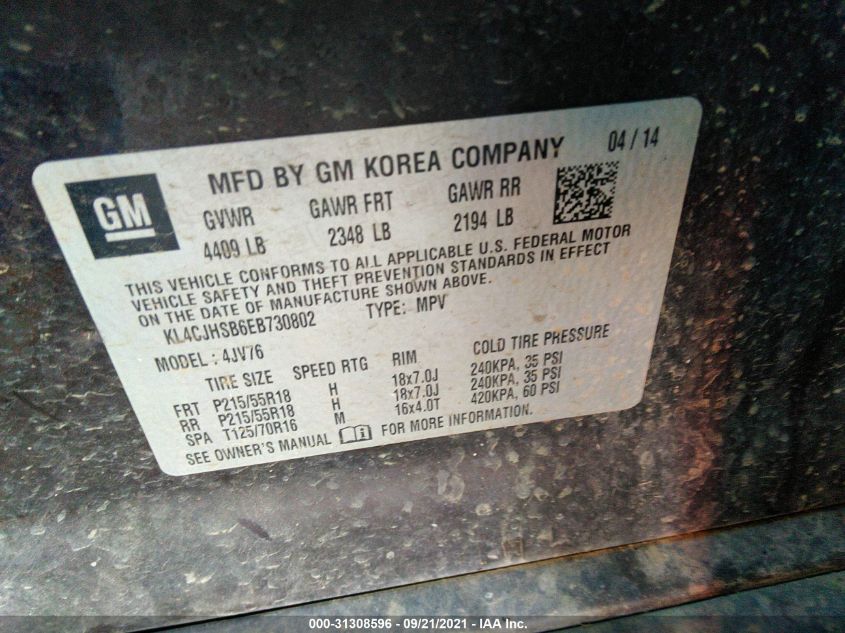 MFD BY GM KOREA COMPANY 04 / 14
GM
GVWR GAWR FRT GAWR RR
4409 LB 2348 LB 2194 LB
THIS VEHICLE CONFORMS TO ALL APPLICABLE U.S. FEDERAL MOTOR
VEHICLE SAFETY AND THEFT PREVENTION STANDARDS IN EFFECT
ON THE DATE OF MANUFACTURE SHOWN ABOVE.
KL4CJHSB6EB730802 TYPE: MPV
MODEL: 4JV76
TIRE SIZE SPEED RTG RIM COLD TIRE PRESSURE
FRT P215/55R18 H 18x7.0J 240KPA, 35 PSI
RR P215/55R18 H 18x7.0J 240KPA, 35 PSI
SPA T125/70R16 M 16x4.0T 420KPA, 60 PSI
SEE OWNER'S MANUAL FOR MORE INFORMATION.
000-31308596 - 09/21/2021 - IAA Inc.